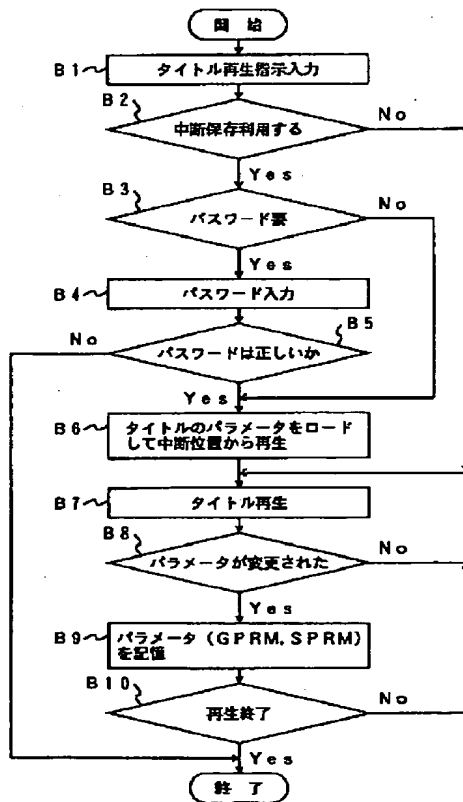 開始
B1 タイトル再生指示入力
B2
中断保存利用する No
Yes
B3
パスワード要 No
Yes
B4 パスワード入力
B5
No パスワードは正しいか
Yes
B6 タイトルのパラメータをロード
して中断位置から再生
B7 タイトル再生
B8
パラメータが変更された No
Yes
B9 パラメータ(GPRM,SPRM)
を記憶
B10
再生終了 No
Yes
終了